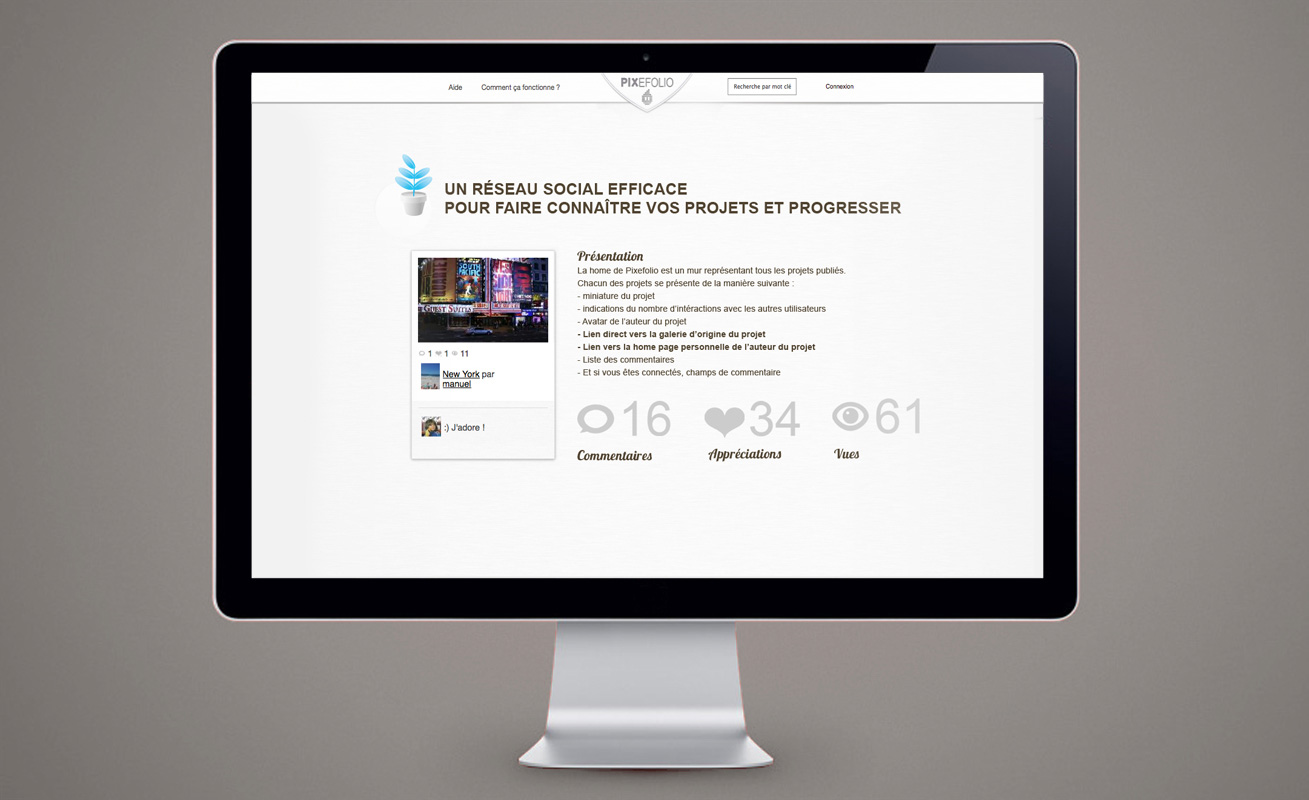 Aide
Comment ça fonctionne ?
PIXEFOLIO
Recherche par mot clé
Connexion
UN RÉSEAU SOCIAL EFFICACE
POUR FAIRE CONNAÎTRE VOS PROJETS ET PROGRESSER
SOUTH
PACIFIC
GUEST SUITES
1 1 11
New York par
manuel
:) J'adore !
Présentation
La home de Pixefolio est un mur représentant tous les projets publiés.
Chacun des projets se présente de la manière suivante :
- miniature du projet
- indications du nombre d'intéractions avec les autres utilisateurs
- Avatar de l'auteur du projet
- Lien direct vers la galerie d'origine du projet
- Lien vers la home page personnelle de l'auteur du projet
- Liste des commentaires
- Et si vous êtes connectés, champs de commentaire
16
34
61
Commentaires
Appréciations
Vues